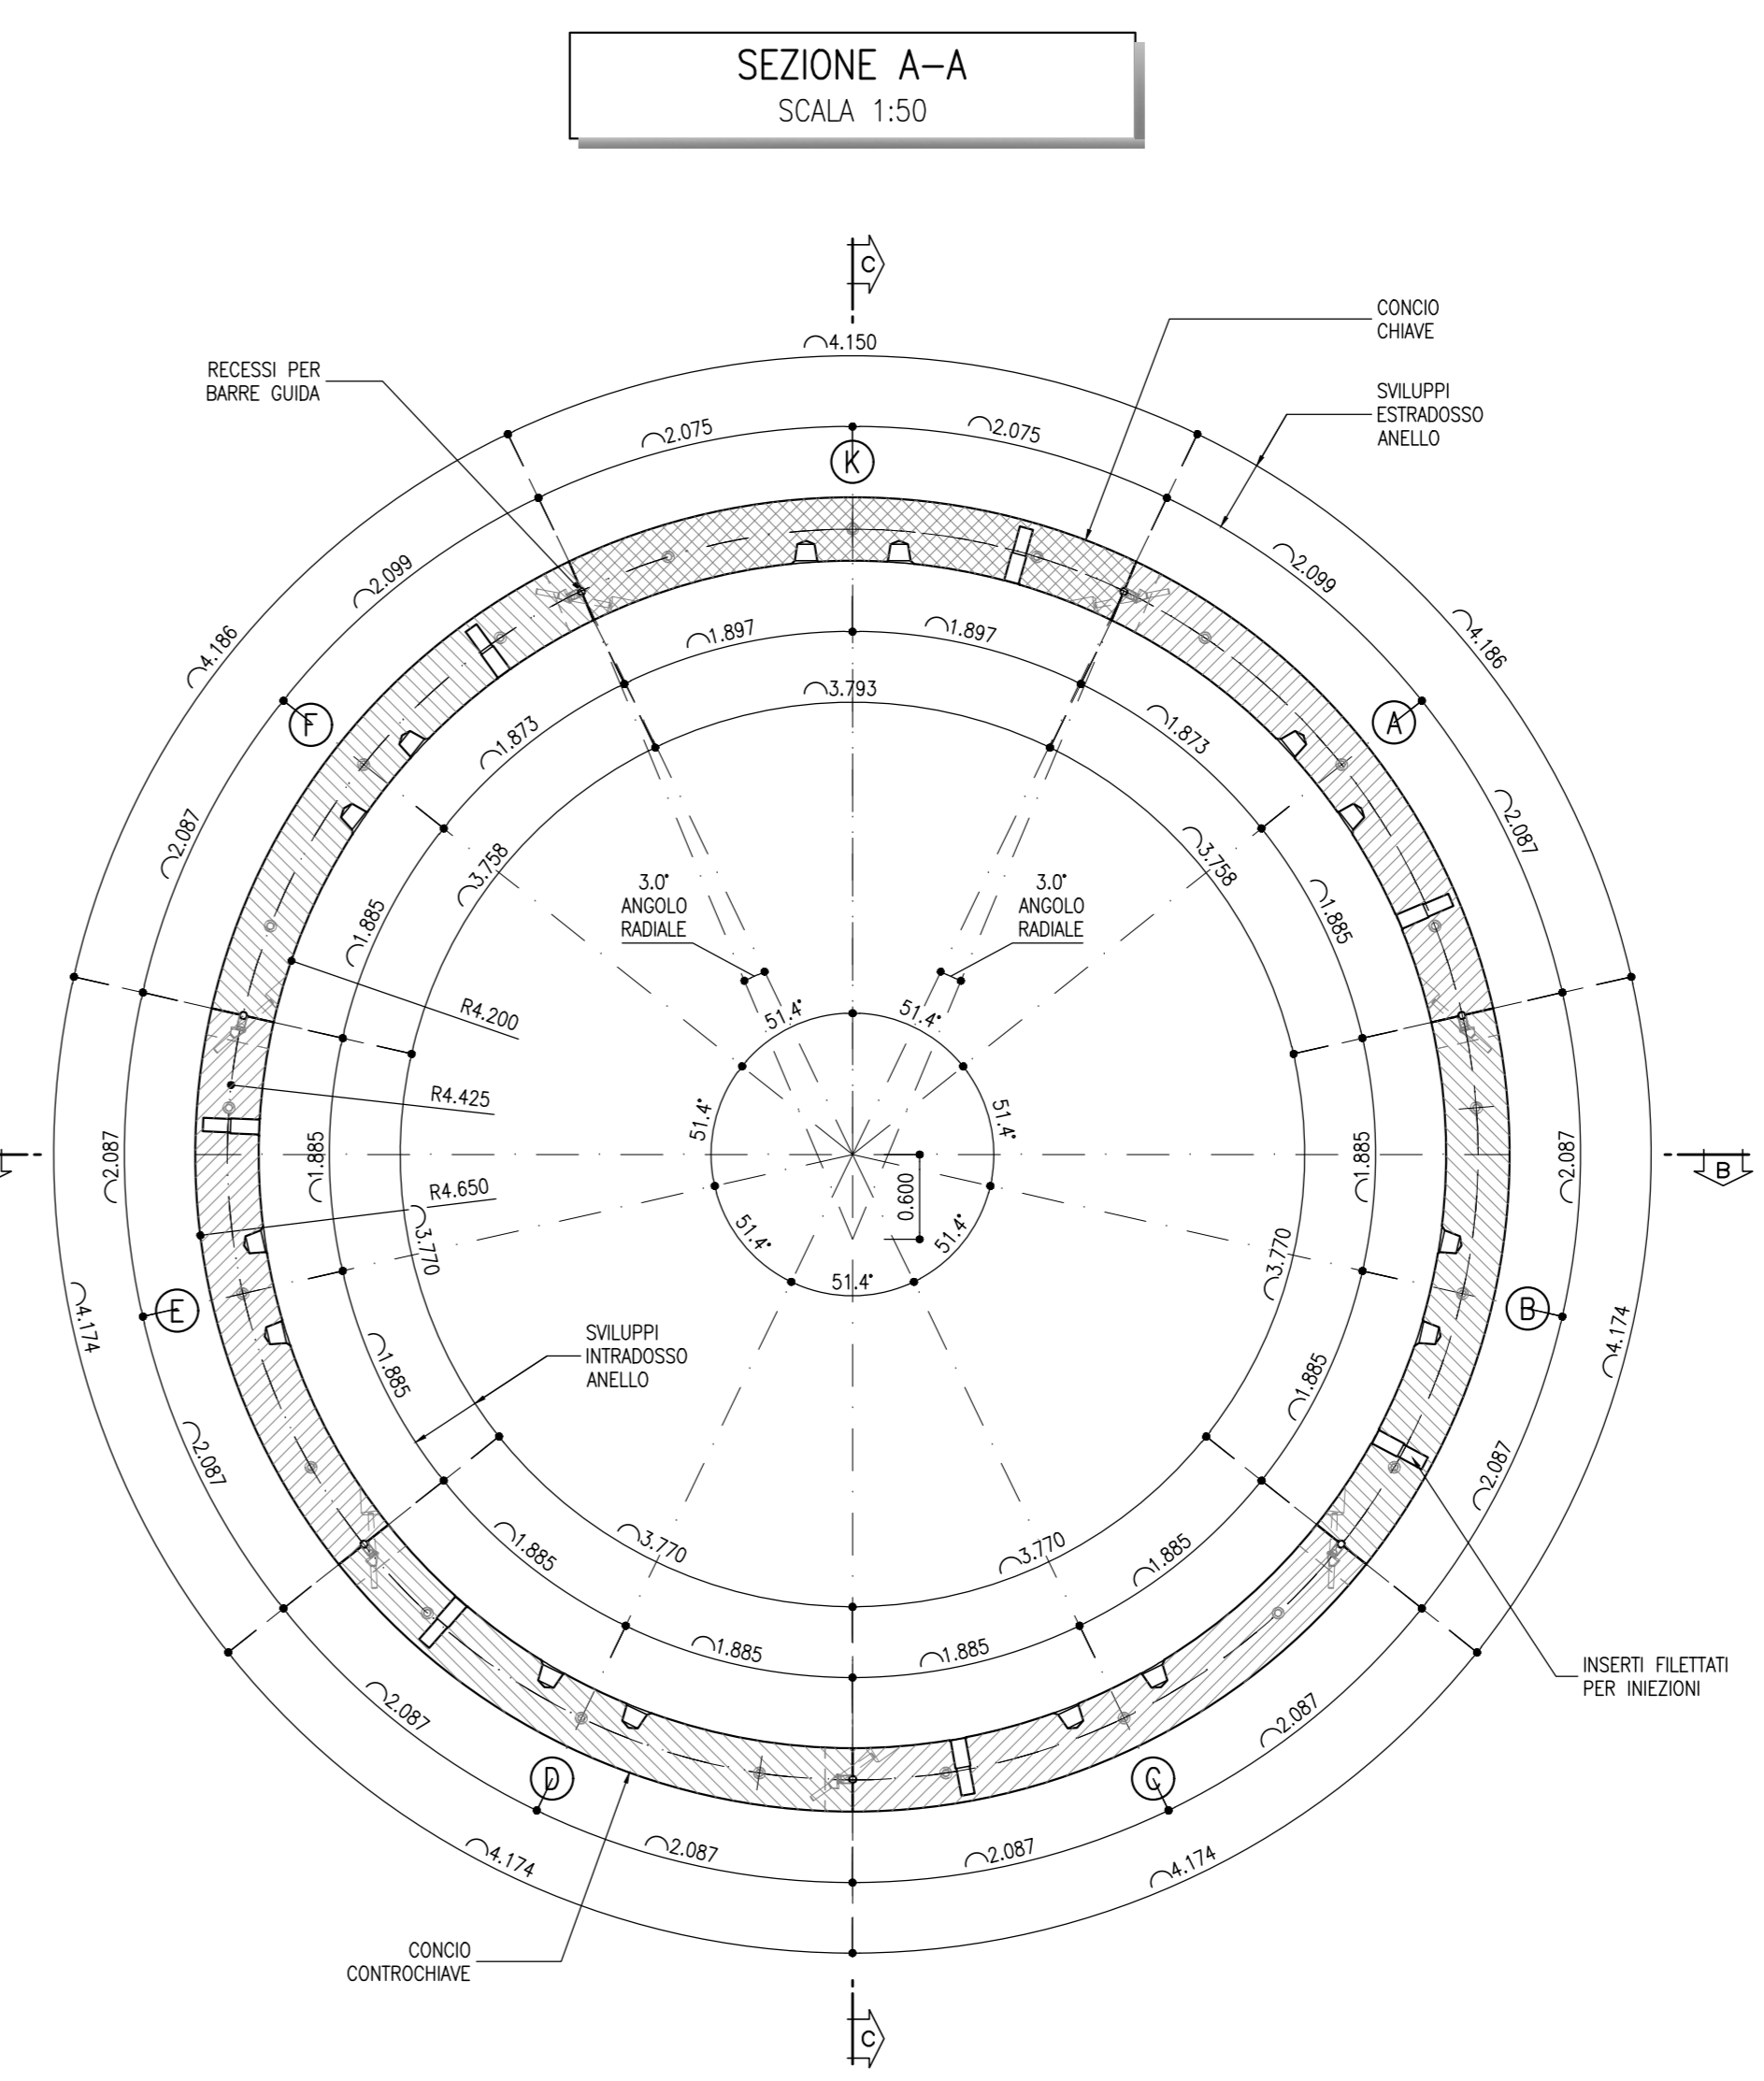 SEZIONE A-A
SCALA 1:50
C
4.150
CONCIO
CHIAVE
RECESSI PER
BARRE GUIDA
SVILUPPI
ESTRADOSSO
ANELLO
2.075
2.075
K
2.099
2.099
4.186
4.186
1.897
1.897
3.793
F
A
1.873
1.873
2.087
2.087
3.758
3.758
3.0°
ANGOLO
RADIALE
3.0°
ANGOLO
RADIALE
1.885
1.885
R4.200
51.4°
51.4°
R4.425
51.4°
51.4°
2.087
1.885
R4.650
0.600
1.885
2.087
B
3.770
3.770
51.4°
51.4°
51.4°
E
B
4.174
4.174
SVILUPPI
INTRADOSSO
ANELLO
1.885
1.885
2.087
2.087
1.885
3.770
3.770
1.885
1.885
1.885
INSERTI FILETTATI
PER INIEZIONI
2.087
2.087
D
C
2.087
2.087
4.174
4.174
CONCIO
CONTROCHIAVE
C